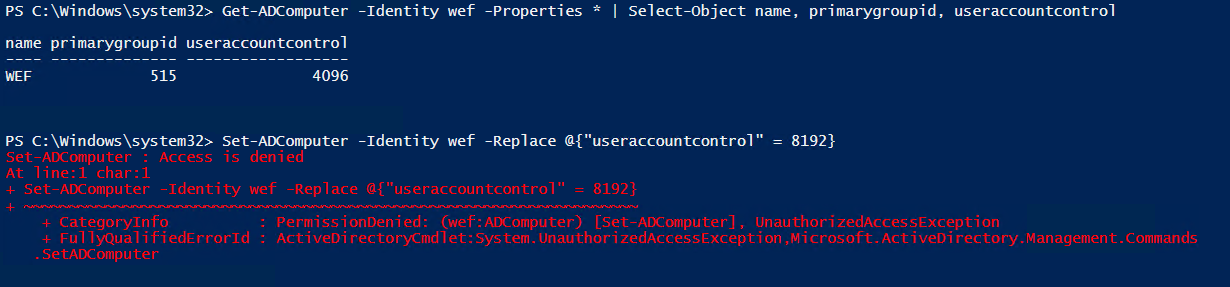 PS C:\Windows\system32> Get-ADComputer -Identity wef -Properties * | Select-Object name, primarygroupid, useraccountcontrol
name primarygroupid useraccountcontrol
---- -------------- ------------------
WEF             515               4096
PS C:\Windows\system32> Set-ADComputer -Identity wef -Replace @{"useraccountcontrol" = 8192}
Set-ADComputer : Access is denied
At line:1 char:1
+ Set-ADComputer -Identity wef -Replace @{"useraccountcontrol" = 8192}
+ ~~~~~~~~~~~~~~~~~~~~~~~~~~~~~~~~~~~~~~~~~~~~~~~~~~~~~~~~~~~~~~~~~~~~
    + CategoryInfo          : PermissionDenied: (wef:ADComputer) [Set-ADComputer], UnauthorizedAccessException
    + FullyQualifiedErrorId : ActiveDirectoryCmdlet:System.UnauthorizedAccessException,Microsoft.ActiveDirectory.Management.Commands
   .SetADComputer